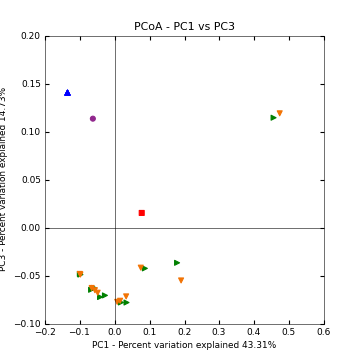 PCoA - PC1 vs PC3
0.20
0.15
0.10
0.05
0.00
−0.05
−0.10
PC3 - Percent variation explained 14.73%
−0.2 −0.1 0.0 0.1 0.2 0.3 0.4 0.5 0.6
PC1 - Percent variation explained 43.31%